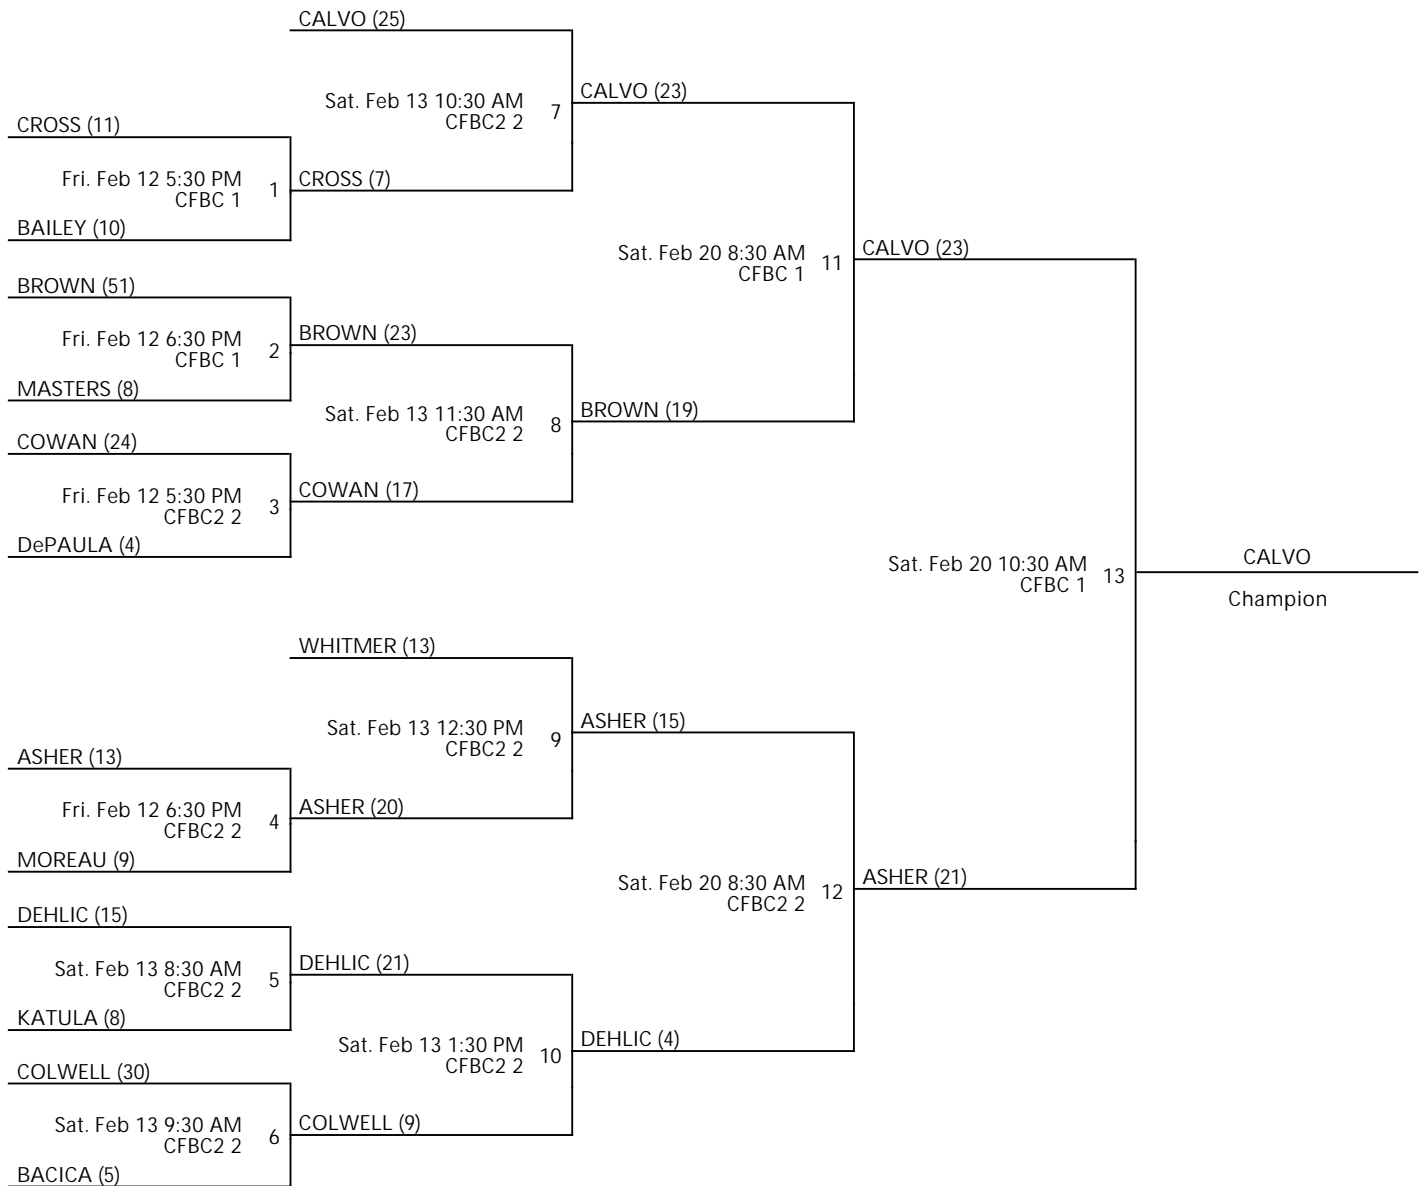 CALVO (25)
Sat. Feb 13 10:30 AM
CFBC2 2
7
CALVO (23)
CROSS (11)
Fri. Feb 12 5:30 PM
CFBC 1
1
CROSS (7)
BAILEY (10)
Sat. Feb 20 8:30 AM
CFBC 1
11
CALVO (23)
BROWN (51)
Fri. Feb 12 6:30 PM
CFBC 1
2
BROWN (23)
MASTERS (8)
Sat. Feb 13 11:30 AM
CFBC2 2
8
BROWN (19)
COWAN (24)
Fri. Feb 12 5:30 PM
CFBC2 2
3
COWAN (17)
DePAULA (4)
Sat. Feb 20 10:30 AM
CFBC 1
13
CALVO
Champion
WHITMER (13)
Sat. Feb 13 12:30 PM
CFBC2 2
9
ASHER (15)
ASHER (13)
Fri. Feb 12 6:30 PM
CFBC2 2
4
ASHER (20)
MOREAU (9)
Sat. Feb 20 8:30 AM
CFBC2 2
12
ASHER (21)
DEHLIC (15)
Sat. Feb 13 8:30 AM
CFBC2 2
5
DEHLIC (21)
KATULA (8)
Sat. Feb 13 1:30 PM
CFBC2 2
10
DEHLIC (4)
COLWELL (30)
Sat. Feb 13 9:30 AM
CFBC2 2
6
COLWELL (9)
BACICA (5)